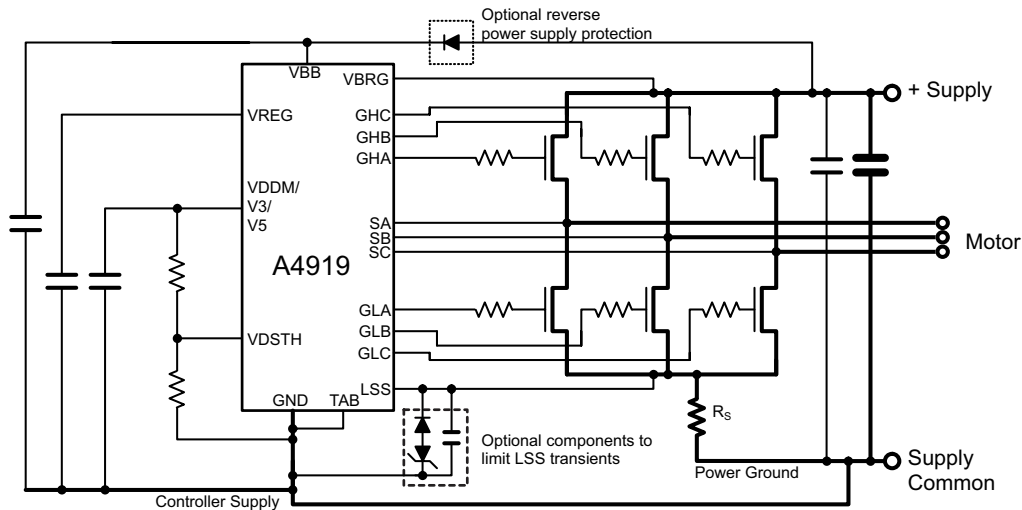 Optional reverse
power supply protection
VBB
VBRG
+ Supply
VREG
GHC
GHB
GHA
VDDM/
V3/
V5
SA
SB
SC
Motor
A4919
GLA
GLB
GLC
VDSTH
LSS
GND
TAB
RS
Optional components to
limit LSS transients
Power Ground
Supply
Common
Controller Supply